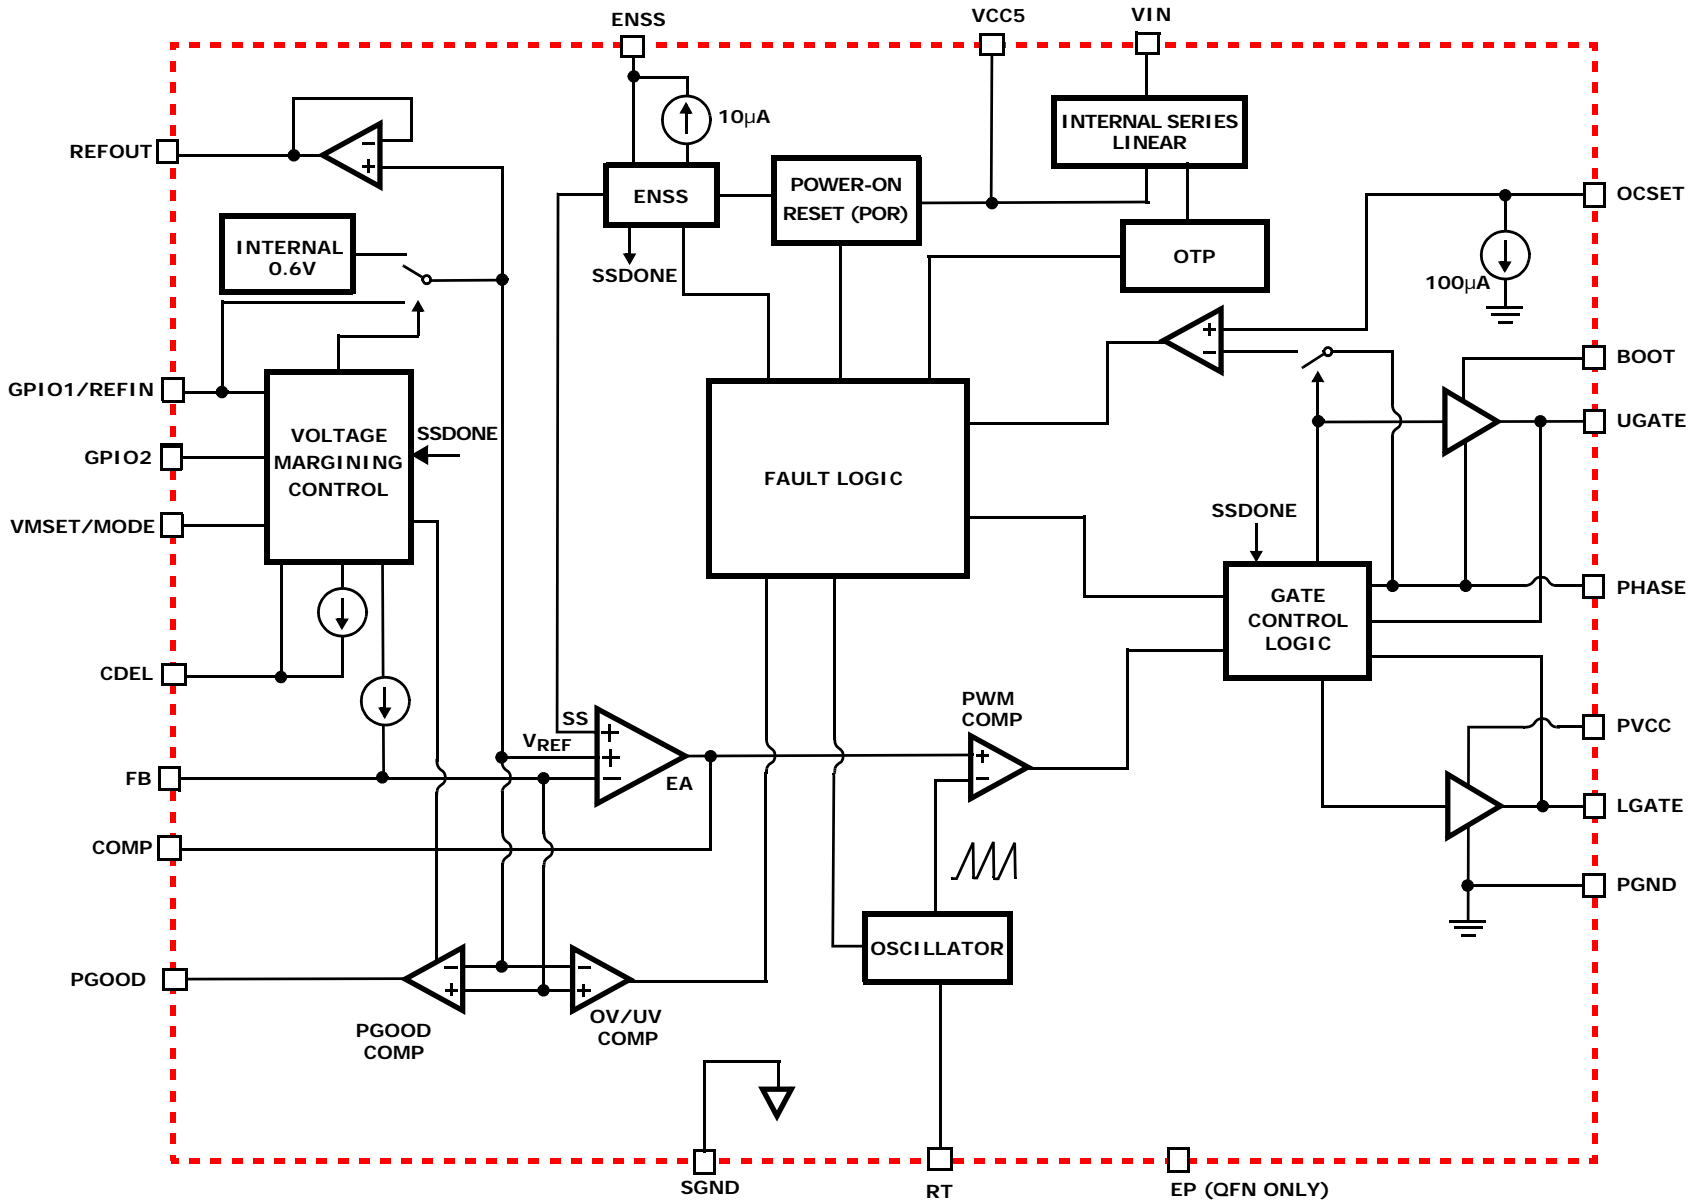 ENSS
VCC5
VIN
10µA
INTERNAL SERIES
LINEAR
REFOUT
−
+
ENSS
POWER-ON
RESET (POR)
OCSET
INTERNAL
0.6V
SSDONE
OTP
100µA
+
−
BOOT
GPIO1/REFIN
UGATE
VOLTAGE
MARGINING
CONTROL
SSDONE
GPIO2
FAULT LOGIC
VMSET/MODE
SSDONE
GATE
CONTROL
LOGIC
PHASE
CDEL
PWM
COMP
SS
+
VREF
+
−
EA
+
−
PVCC
FB
LGATE
COMP
PGND
OSCILLATOR
PGOOD
−
+
−
+
PGOOD
COMP
OV/UV
COMP
SGND
RT
EP (QFN ONLY)